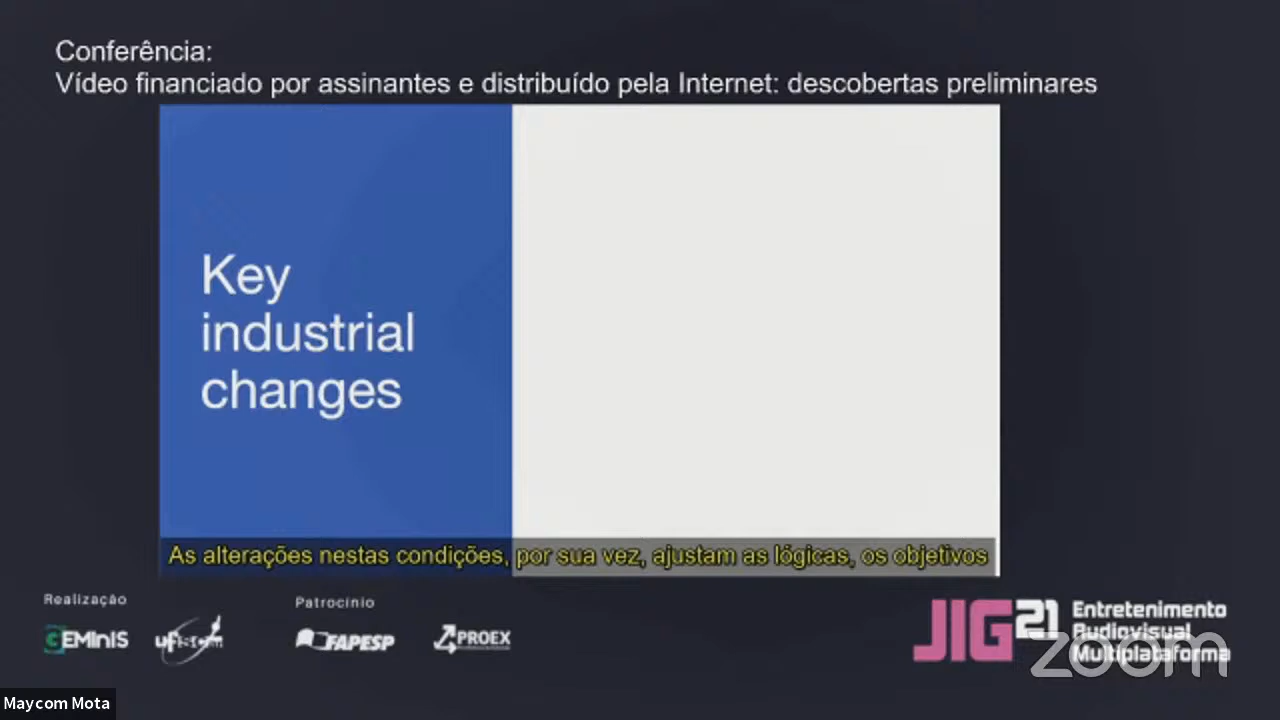 Conferência:
Vídeo financiado por assinantes e distribuído pela Internet: descobertas preliminares
Key
industrial
changes
As alterações nestas condições, por sua vez, ajustam as lógicas, os objetivos
Realização
Patrocínio
GEMInIS
FAPESP
PROEX
JIG21
Entretenimento
Audiovisual
Multiplataforma
zoom
Maycom Mota